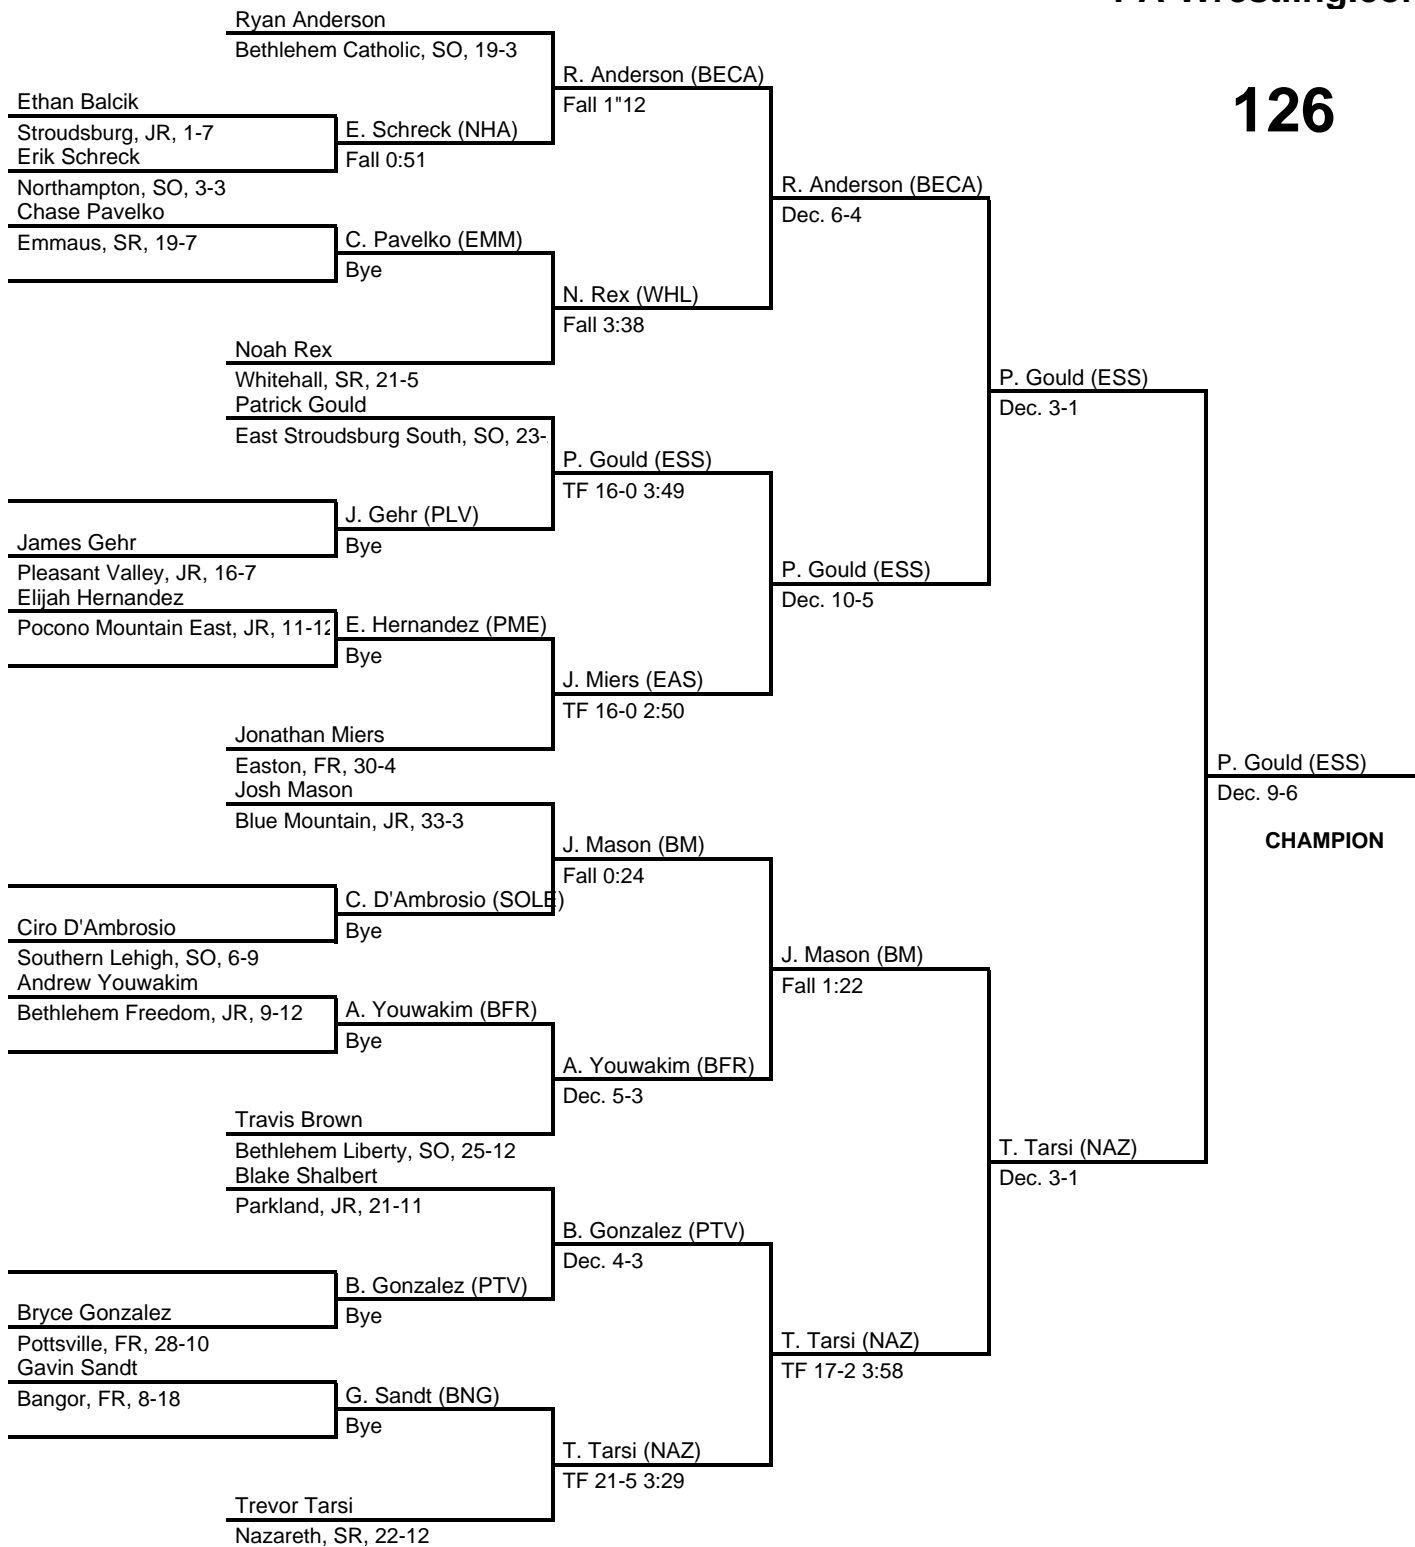 Ryan Anderson
Bethlehem Catholic, SO, 19-3
R. Anderson (BECA)
Fall 1"12
126
Ethan Balcik
Stroudsburg, JR, 1-7
E. Schreck (NHA)
Erik Schreck
Fall 0:51
Northampton, SO, 3-3
R. Anderson (BECA)
Dec. 6-4
Chase Pavelko
Emmaus, SR, 19-7
C. Pavelko (EMM)
Bye
N. Rex (WHL)
Fall 3:38
Noah Rex
Whitehall, SR, 21-5
P. Gould (ESS)
Dec. 3-1
Patrick Gould
East Stroudsburg South, SO, 23-
P. Gould (ESS)
TF 16-0 3:49
J. Gehr (PLV)
James Gehr
Bye
Pleasant Valley, JR, 16-7
P. Gould (ESS)
Dec. 10-5
Elijah Hernandez
Pocono Mountain East, JR, 11-12
E. Hernandez (PME)
Bye
J. Miers (EAS)
TF 16-0 2:50
Jonathan Miers
Easton, FR, 30-4
P. Gould (ESS)
Dec. 9-6
CHAMPION
Josh Mason
Blue Mountain, JR, 33-3
J. Mason (BM)
Fall 0:24
C. D'Ambrosio (SOLE)
Ciro D'Ambrosio
Bye
Southern Lehigh, SO, 6-9
J. Mason (BM)
Fall 1:22
Andrew Youwakim
Bethlehem Freedom, JR, 9-12
A. Youwakim (BFR)
Bye
A. Youwakim (BFR)
Dec. 5-3
Travis Brown
Bethlehem Liberty, SO, 25-12
T. Tarsi (NAZ)
Dec. 3-1
Blake Shalbert
Parkland, JR, 21-11
B. Gonzalez (PTV)
Dec. 4-3
B. Gonzalez (PTV)
Bryce Gonzalez
Bye
Pottsville, FR, 28-10
T. Tarsi (NAZ)
TF 17-2 3:58
Gavin Sandt
Bangor, FR, 8-18
G. Sandt (BNG)
Bye
T. Tarsi (NAZ)
TF 21-5 3:29
Trevor Tarsi
Nazareth, SR, 22-12